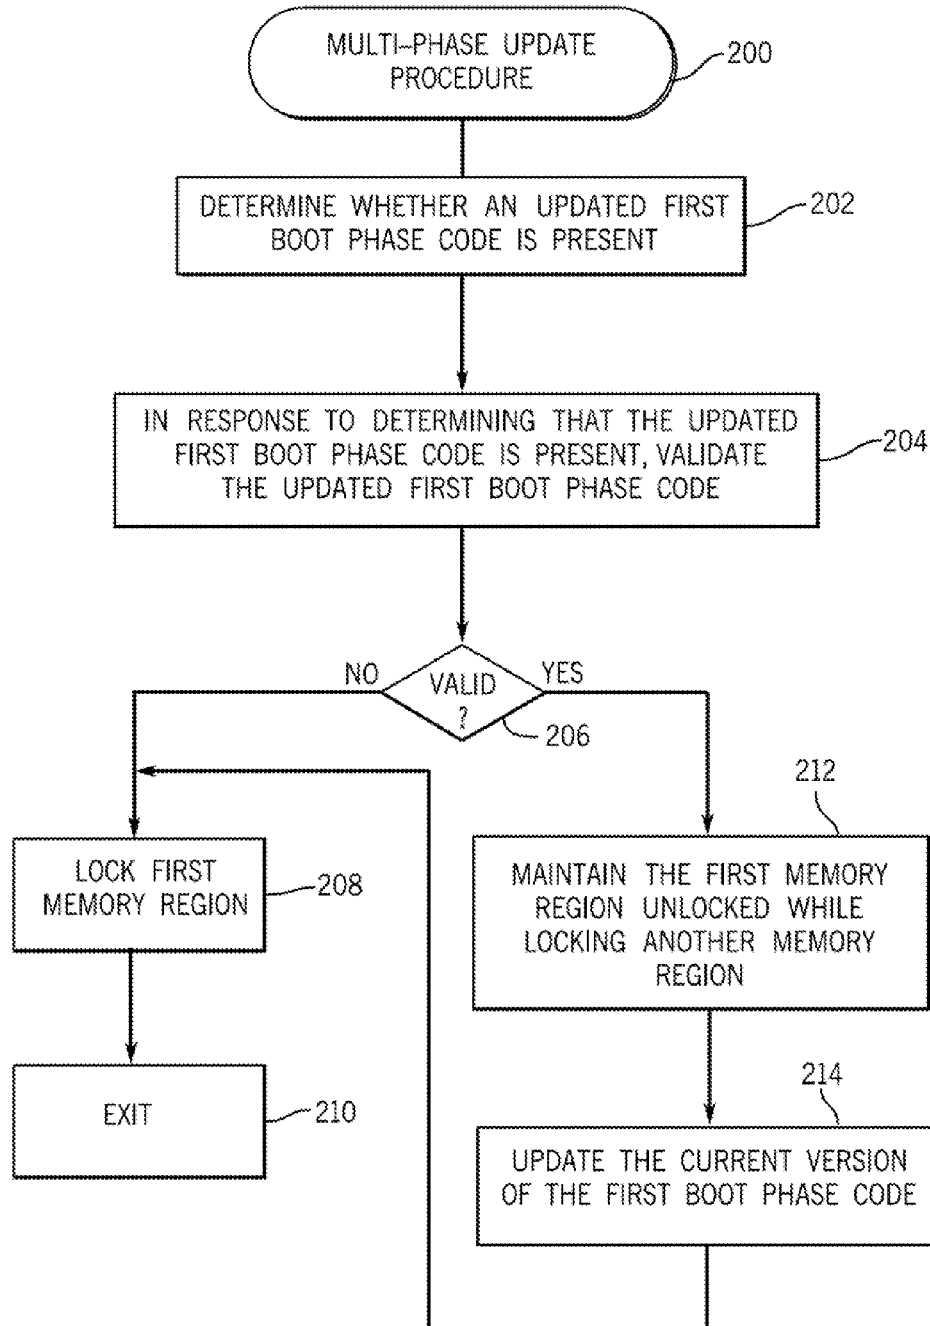 MULTI-PHASE UPDATE
PROCEDURE
200
DETERMINE WHETHER AN UPDATED FIRST
BOOT PHASE CODE IS PRESENT
202
IN RESPONSE TO DETERMINING THAT THE UPDATED
FIRST BOOT PHASE CODE IS PRESENT, VALIDATE
THE UPDATED FIRST BOOT PHASE CODE
204
NO
VALID
?
YES
206
212
LOCK FIRST
MEMORY REGION
208
MAINTAIN THE FIRST MEMORY
REGION UNLOCKED WHILE
LOCKING ANOTHER MEMORY
REGION
EXIT
210
214
UPDATE THE CURRENT VERSION
OF THE FIRST BOOT PHASE CODE